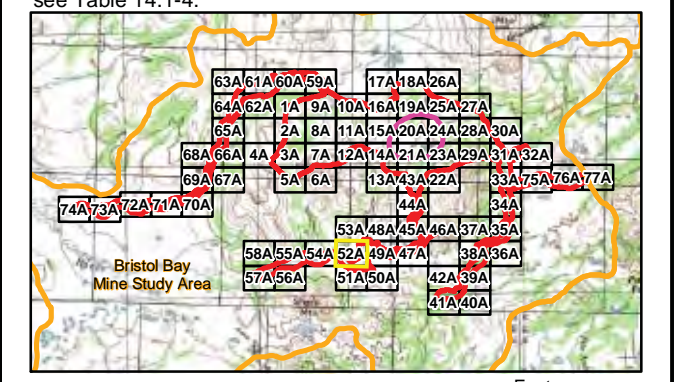 see Table 14.1-4.
63A 61A 60A 59A 17A 18A 26A
64A 62A 1A 9A 10A 16A 19A 25A 27A
65A 2A 8A 11A 15A 20A 24A 28A 30A
68A 66A 4A 3A 7A 12A 14A 21A 23A 29A 31A 32A
69A 67A 5A 6A 13A 43A 22A 33A 75A 76A 77A
74A 73A 72A 71A 70A 44A 34A
53A 48A 45A 46A 37A 35A
58A 55A 54A 52A 49A 47A 38A 36A
Bristol Bay
Mine Study Area
57A 56A 51A 50A 42A 39A
41A 40A